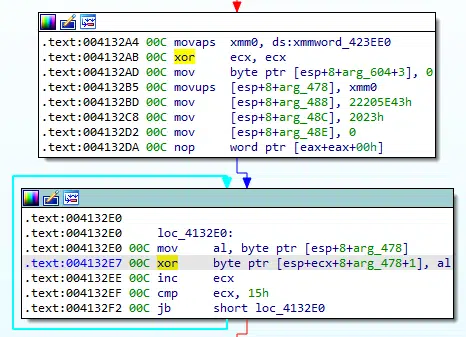 .text:004132A4 00C movaps  xmm0, ds:xmmword_423EE0
.text:004132AB 00C xor     ecx, ecx
.text:004132AD 00C mov     byte ptr [esp+8+arg_604+3], 0
.text:004132B5 00C movups  [esp+8+arg_478], xmm0
.text:004132BD 00C mov     [esp+8+arg_488], 22205E43h
.text:004132C8 00C mov     [esp+8+arg_48C], 2023h
.text:004132D2 00C mov     [esp+8+arg_48E], 0
.text:004132DA 00C nop     word ptr [eax+eax+00h]
.text:004132E0
.text:004132E0     loc_4132E0:
.text:004132E0 00C mov     al, byte ptr [esp+8+arg_478]
.text:004132E7 00C xor     byte ptr [esp+ecx+8+arg_478+1], al
.text:004132EE 00C inc     ecx
.text:004132EF 00C cmp     ecx, 15h
.text:004132F2 00C jb      short loc_4132E0